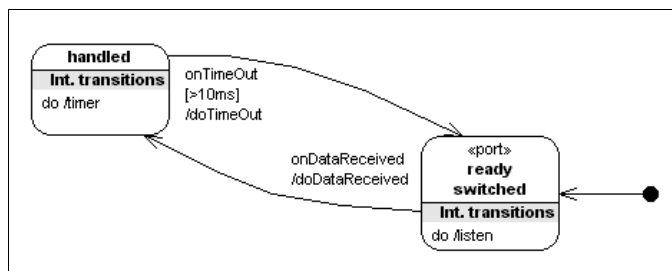 handled
Int. transitions
do /timer
onTimeOut
[>10ms]
/doTimeOut
onDataReceived
/doDataReceived
«port»
ready
switched
Int. transitions
do /listen